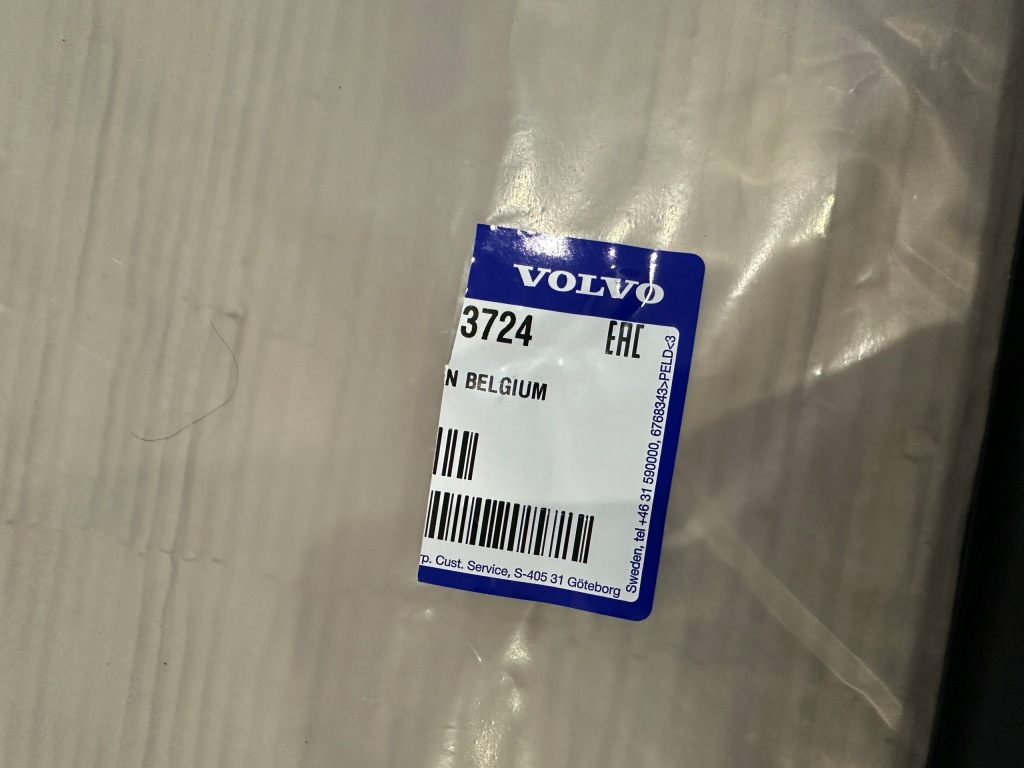 VOLVO
3724 EAC
N BELGIUM
rp. Cust. Service, S-405 31 Göteborg
Sweden, tel +46 31 590000, 6768343>PELD<3